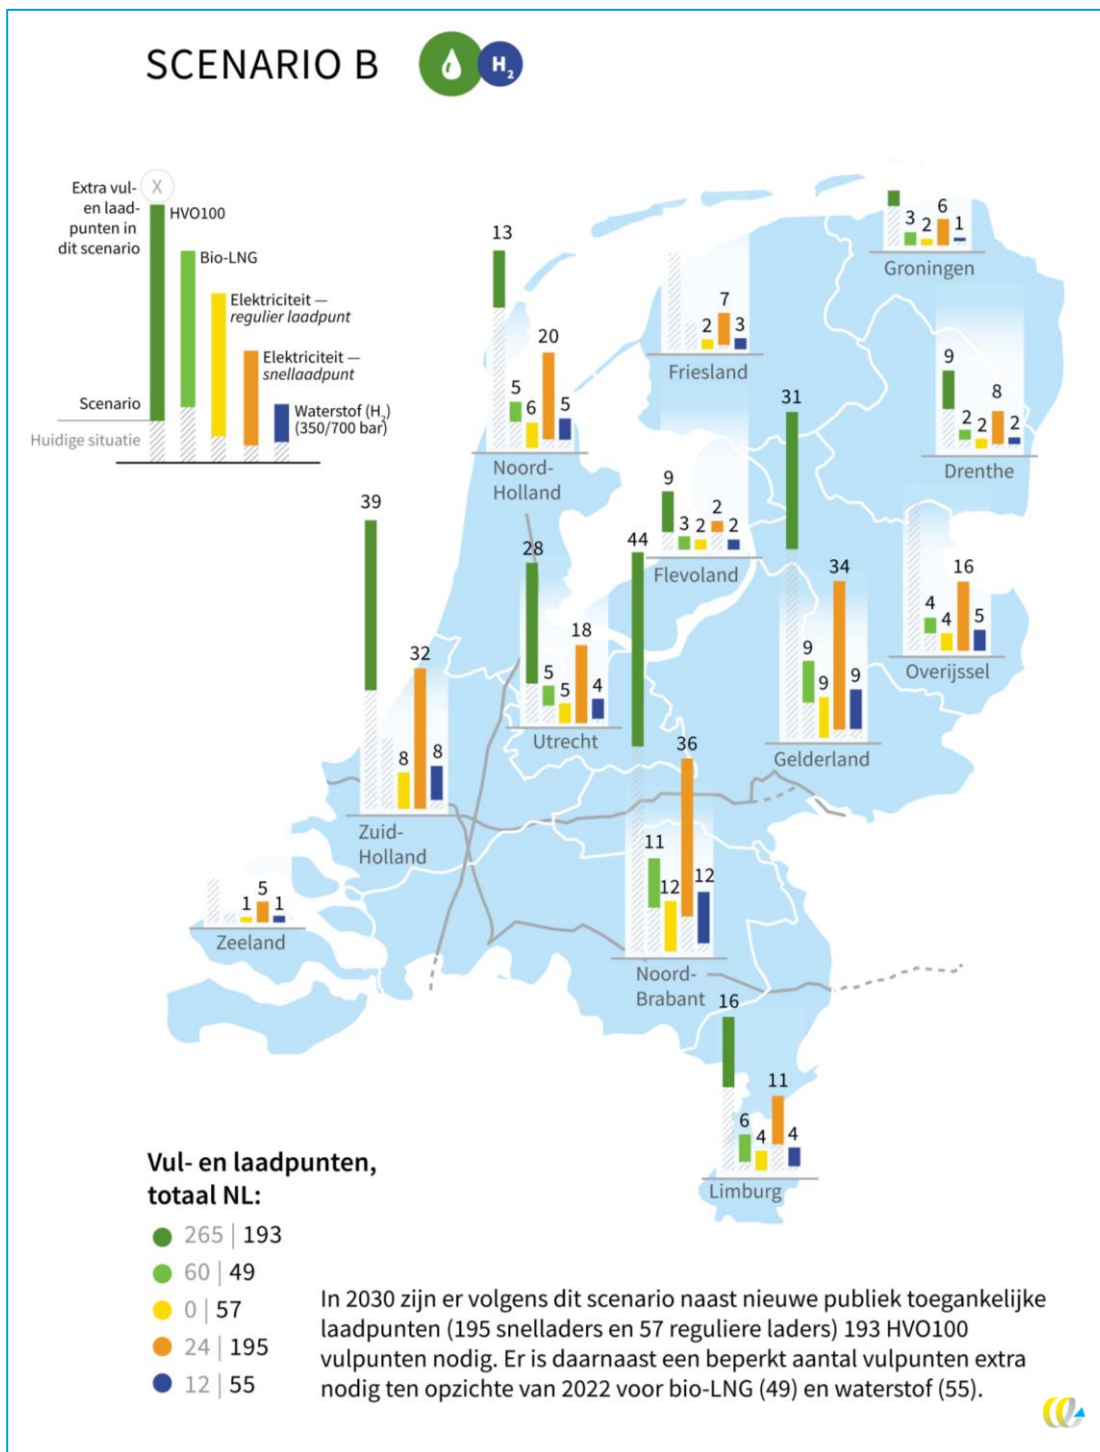 SCENARIO B
H2
Extra vul-
en laad-
punten in
dit scenario
X
HVO100
Bio-LNG
Elektriciteit —
regulier laadpunt
Elektriciteit —
snellaadpunt
Waterstof (H2)
(350/700 bar)
Scenario
Huidige situatie
3 2 6 1
Groningen
2 7 3
Friesland
13 5 6 20 5
Noord-
Holland
9 2 2 8 2
Drenthe
9 3 2 2 2
Flevoland
31 9 9 34 9
Gelderland
4 4 16 5
Overijssel
28 5 5 18 4
Utrecht
39 8 32 8
Zuid-
Holland
44 11 12 36 12
Noord-
Brabant
1 5 1
Zeeland
16 6 4 11 4
Limburg
Vul- en laadpunten,
totaal NL:
265 | 193
60 | 49
0 | 57
24 | 195
12 | 55
In 2030 zijn er volgens dit scenario naast nieuwe publiek toegankelijke
laadpunten (195 snelladers en 57 reguliere laders) 193 HVO100
vulpunten nodig. Er is daarnaast een beperkt aantal vulpunten extra
nodig ten opzichte van 2022 voor bio-LNG (49) en waterstof (55).